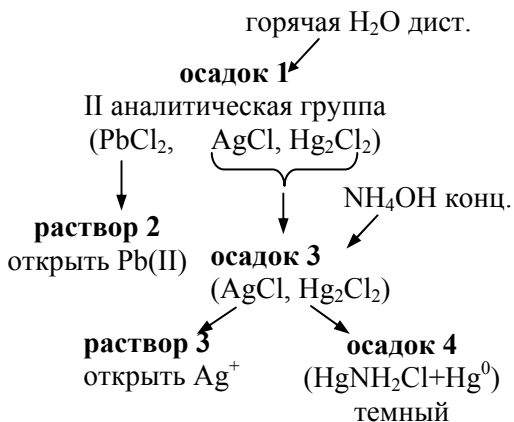 горячая H₂O дист.
осадок 1
II аналитическая группа
(PbCl₂, AgCl, Hg₂Cl₂)
NH₄OH конц.
раствор 2
открыть Pb(II)
осадок 3
(AgCl, Hg₂Cl₂)
раствор 3
открыть Ag⁺
осадок 4
(HgNH₂Cl+Hg⁰)
темный